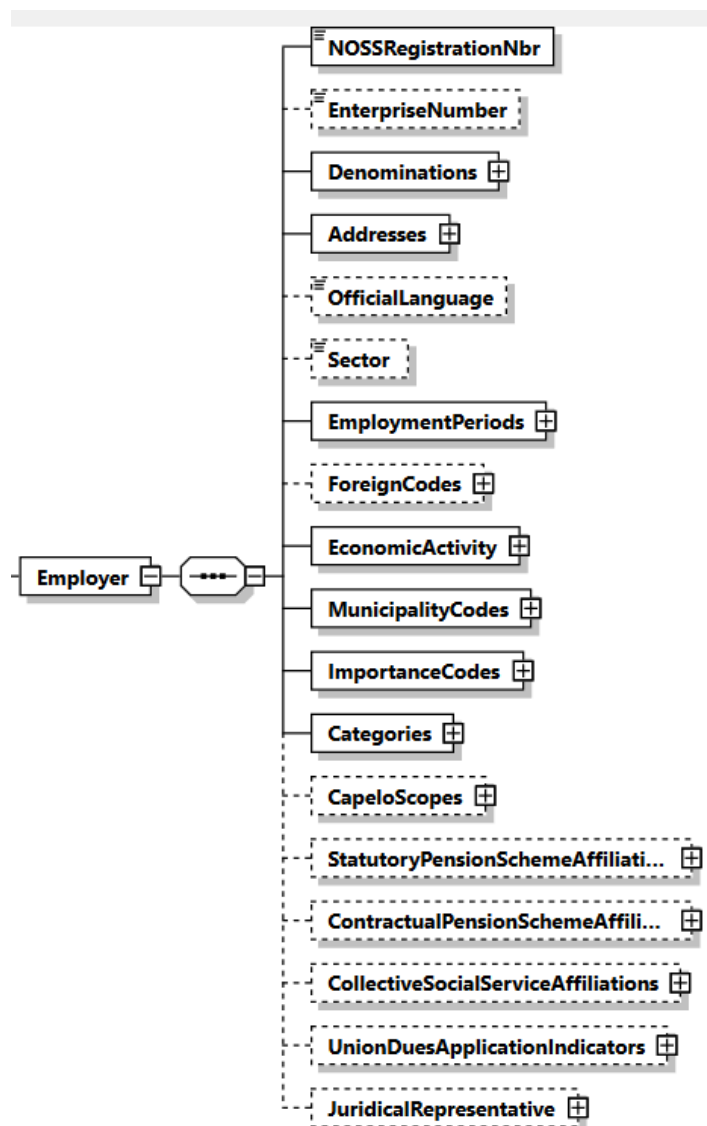 NOSSRegistrationNbr
EnterpriseNumber
Denominations
Addresses
OfficialLanguage
Sector
EmploymentPeriods
ForeignCodes
EconomicActivity
Employer
MunicipalityCodes
ImportanceCodes
Categories
CapeloScopes
StatutoryPensionSchemeAffiliati...
ContractualPensionSchemeAffili...
CollectiveSocialServiceAffiliations
UnionDuesApplicationIndicators
JuridicalRepresentative